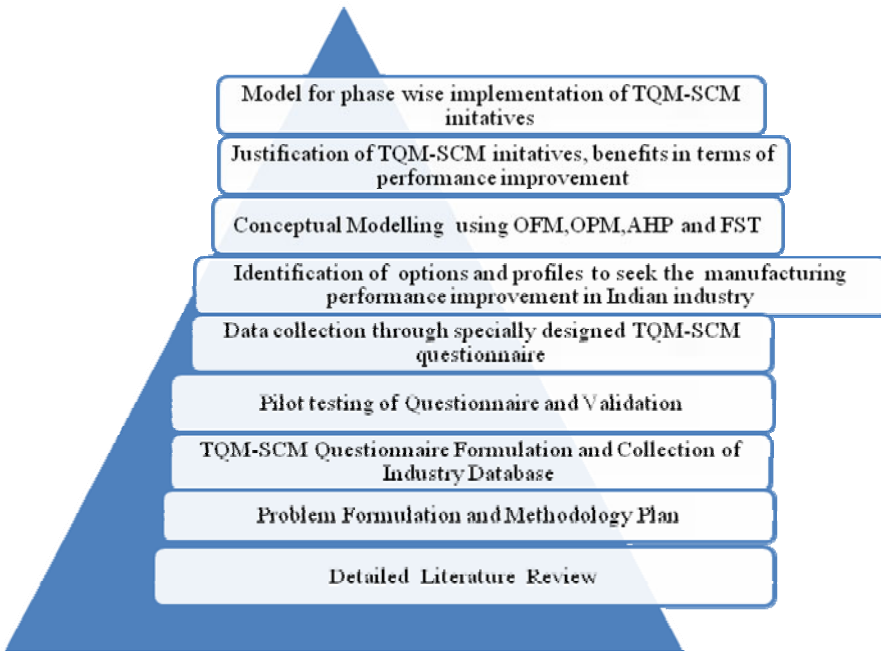 Model for phase wise implementation of TQM-SCM
initatives
Justification of TQM-SCM initatives, benefits in terms of
performance improvement
Conceptual Modelling using OFM,OPM,AHP and FST
Identification of options and profiles to seek the manufacturing
performance improvement in Indian industry
Data collection through specially designed TQM-SCM
questionnaire
Pilot testing of Questionnaire and Validation
TQM-SCM Questionnaire Formulation and Collection of
Industry Database
Problem Formulation and Methodology Plan
Detailed Literature Review